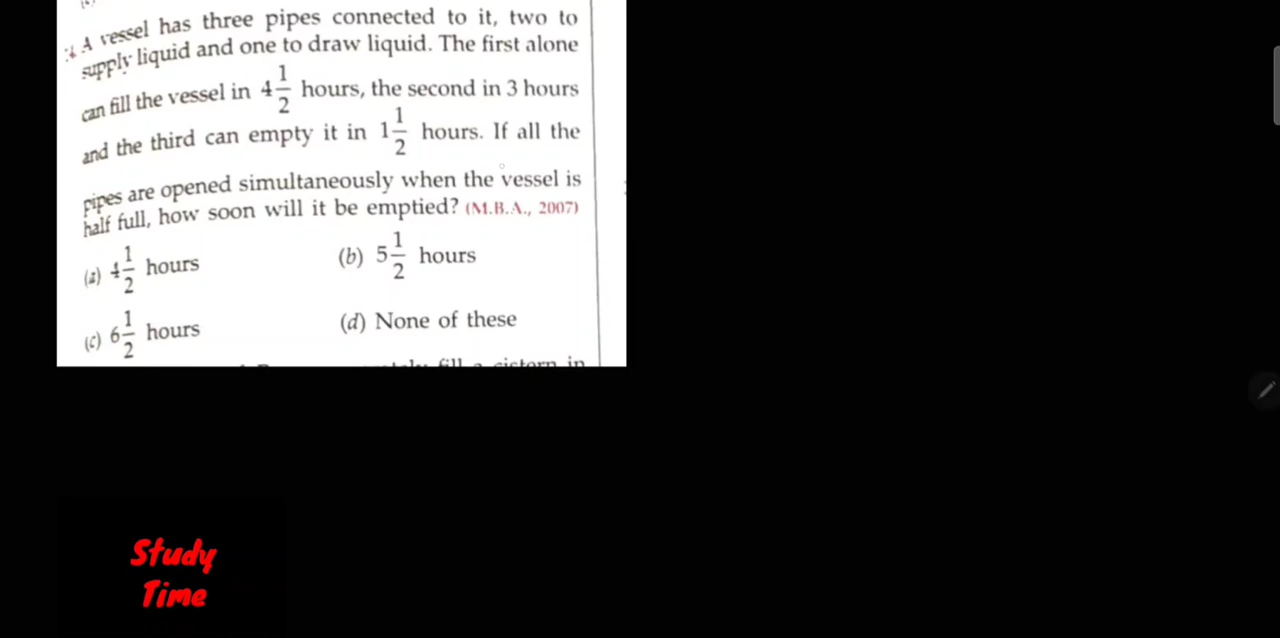 A vessel has three pipes connected to it, two to
supply liquid and one to draw liquid. The first alone
can fill the vessel in 4 1/2 hours, the second in 3 hours
and the third can empty it in 1 1/2 hours. If all the
pipes are opened simultaneously when the vessel is
half full, how soon will it be emptied? (M.B.A., 2007)
(a) 4 1/2 hours (b) 5 1/2 hours
(c) 6 1/2 hours (d) None of these
fill a cistern in
Study
Time